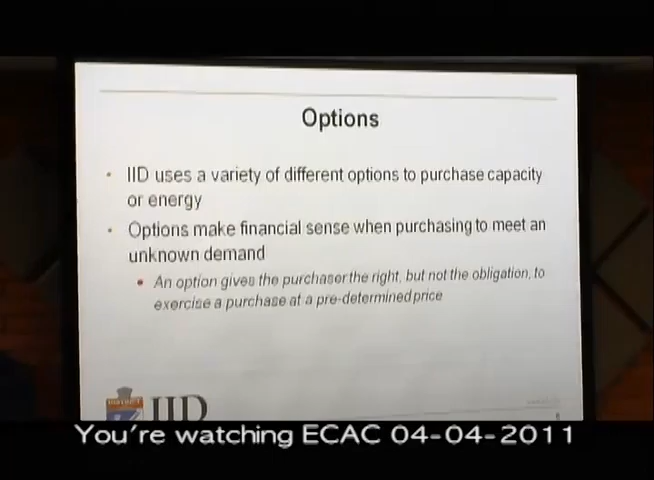 Options
• IID uses a variety of different options to purchase capacity
or energy
• Options make financial sense when purchasing to meet an
unknown demand
• An option gives the purchaser the right, but not the obligation, to
exercise a purchase at a pre-determined price
IID
You're watching ECAC 04-04-2011